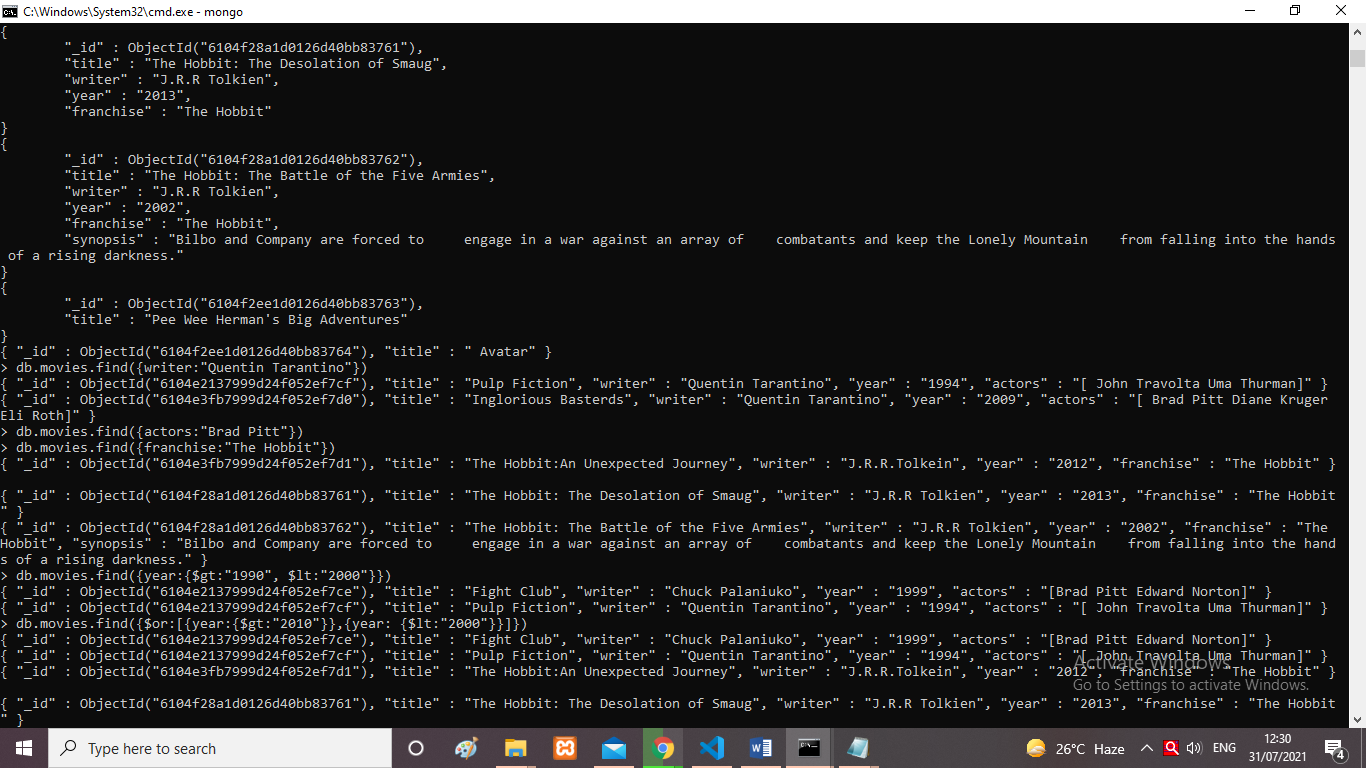 C:\Windows\System32\cmd.exe - mongo
{
"_id" : ObjectId("6104f28a1d0126d40bb83761"),
"title" : "The Hobbit: The Desolation of Smaug",
"writer" : "J.R.R Tolkien",
"year" : "2013",
"franchise" : "The Hobbit"
}
{
"_id" : ObjectId("6104f28a1d0126d40bb83762"),
"title" : "The Hobbit: The Battle of the Five Armies",
"writer" : "J.R.R Tolkien",
"year" : "2002",
"franchise" : "The Hobbit",
"synopsis" : "Bilbo and Company are forced to     engage in a war against an array of    combatants and keep the Lonely Mountain    from falling into the hands
of a rising darkness."
}
{
"_id" : ObjectId("6104f2ee1d0126d40bb83763"),
"title" : "Pee Wee Herman's Big Adventures"
}
{ "_id" : ObjectId("6104f2ee1d0126d40bb83764"), "title" : " Avatar" }
> db.movies.find({writer:"Quentin Tarantino"})
{ "_id" : ObjectId("6104e2137999d24f052ef7cf"), "title" : "Pulp Fiction", "writer" : "Quentin Tarantino", "year" : "1994", "actors" : "[ John Travolta Uma Thurman]" }
{ "_id" : ObjectId("6104e3fb7999d24f052ef7d0"), "title" : "Inglorious Basterds", "writer" : "Quentin Tarantino", "year" : "2009", "actors" : "[ Brad Pitt Diane Kruger
Eli Roth]" }
> db.movies.find({actors:"Brad Pitt"})
> db.movies.find({franchise:"The Hobbit"})
{ "_id" : ObjectId("6104e3fb7999d24f052ef7d1"), "title" : "The Hobbit:An Unexpected Journey", "writer" : "J.R.R.Tolkein", "year" : "2012", "franchise" : "The Hobbit" }
{ "_id" : ObjectId("6104f28a1d0126d40bb83761"), "title" : "The Hobbit: The Desolation of Smaug", "writer" : "J.R.R Tolkien", "year" : "2013", "franchise" : "The Hobbit
" }
{ "_id" : ObjectId("6104f28a1d0126d40bb83762"), "title" : "The Hobbit: The Battle of the Five Armies", "writer" : "J.R.R Tolkien", "year" : "2002", "franchise" : "The
Hobbit", "synopsis" : "Bilbo and Company are forced to     engage in a war against an array of    combatants and keep the Lonely Mountain    from falling into the hand
s of a rising darkness." }
> db.movies.find({year:{$gt:"1990", $lt:"2000"}})
{ "_id" : ObjectId("6104e2137999d24f052ef7ce"), "title" : "Fight Club", "writer" : "Chuck Palaniuko", "year" : "1999", "actors" : "[Brad Pitt Edward Norton]" }
{ "_id" : ObjectId("6104e2137999d24f052ef7cf"), "title" : "Pulp Fiction", "writer" : "Quentin Tarantino", "year" : "1994", "actors" : "[ John Travolta Uma Thurman]" }
> db.movies.find({$or:[{year:{$gt:"2010"}},{year: {$lt:"2000"}}]})
{ "_id" : ObjectId("6104e2137999d24f052ef7ce"), "title" : "Fight Club", "writer" : "Chuck Palaniuko", "year" : "1999", "actors" : "[Brad Pitt Edward Norton]" }
{ "_id" : ObjectId("6104e2137999d24f052ef7cf"), "title" : "Pulp Fiction", "writer" : "Quentin Tarantino", "year" : "1994", "actors" : "[ John Travolta Uma Thurman]" }
{ "_id" : ObjectId("6104e3fb7999d24f052ef7d1"), "title" : "The Hobbit:An Unexpected Journey", "writer" : "J.R.R.Tolkein", "year" : "2012", "franchise" : "The Hobbit" }
Activate Windows
Go to Settings to activate Windows.
{ "_id" : ObjectId("6104f28a1d0126d40bb83761"), "title" : "The Hobbit: The Desolation of Smaug", "writer" : "J.R.R Tolkien", "year" : "2013", "franchise" : "The Hobbit
" }
Type here to search
26°C Haze
ENG
12:30
31/07/2021
4